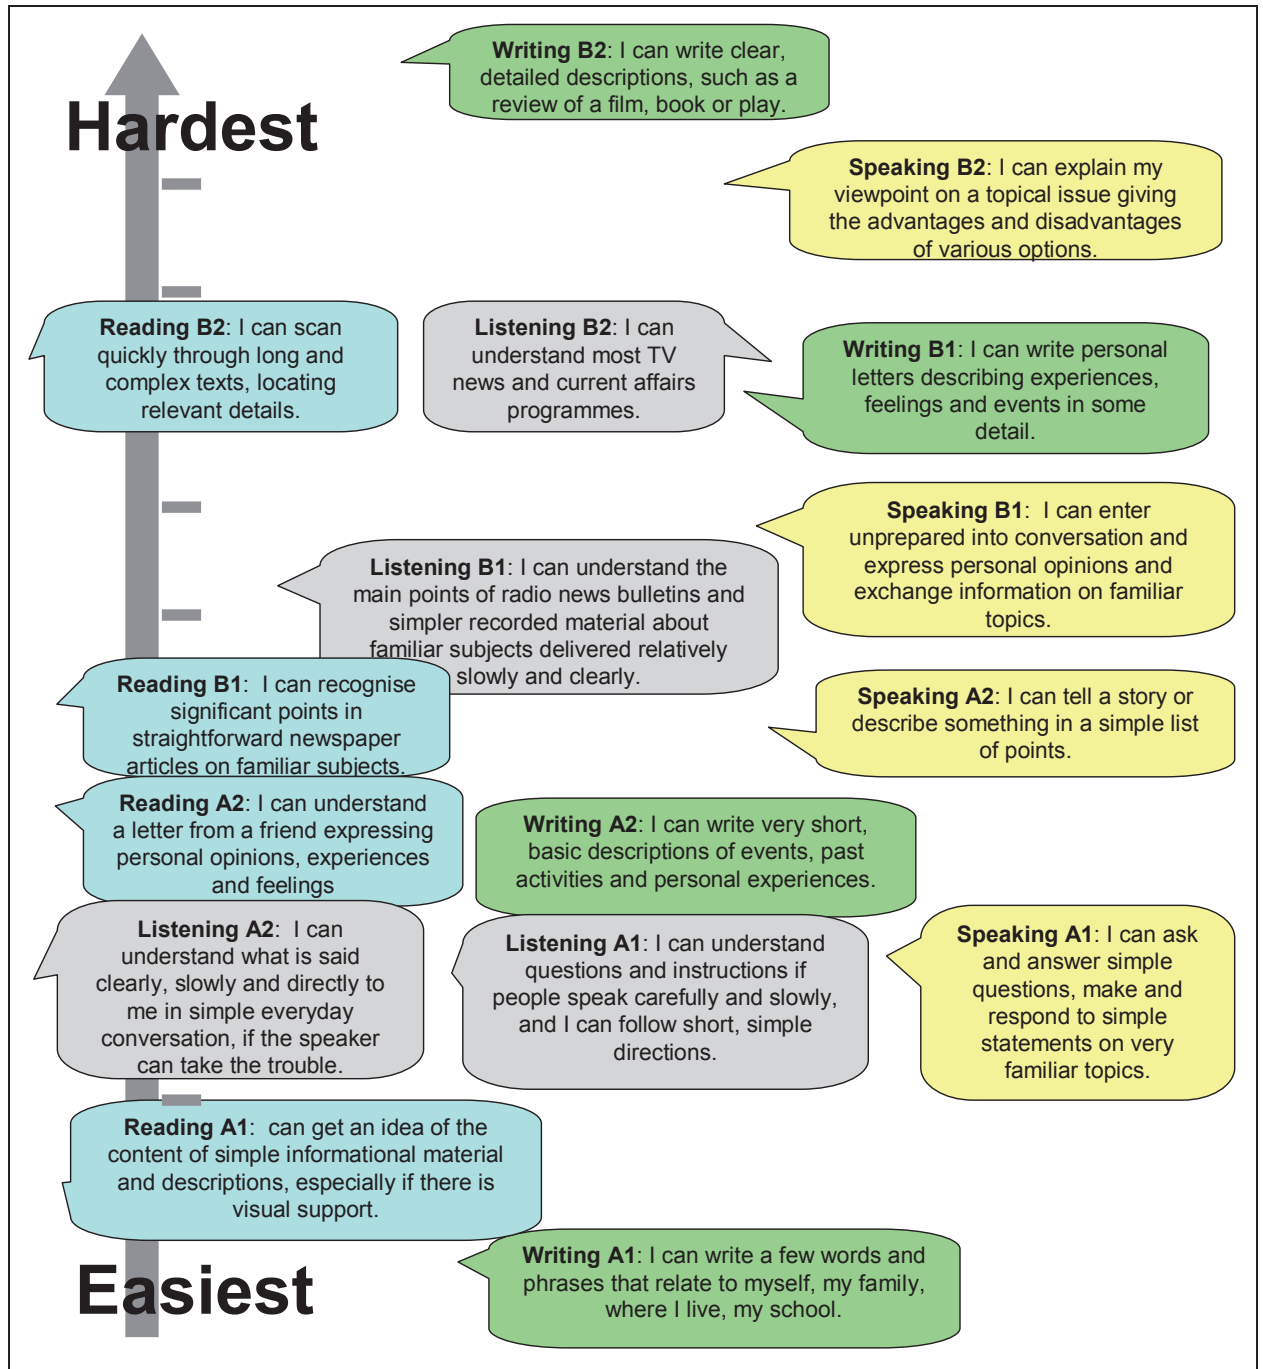 Writing B2: I can write clear,
detailed descriptions, such as a
review of a film, book or play.
Hardest
Speaking B2: I can explain my
viewpoint on a topical issue giving
the advantages and disadvantages
of various options.
Reading B2: I can scan
quickly through long and
complex texts, locating
relevant details.
Listening B2: I can
understand most TV
news and current affairs
programmes.
Writing B1: I can write personal
letters describing experiences,
feelings and events in some
detail.
Speaking B1: I can enter
unprepared into conversation and
express personal opinions and
exchange information on familiar
topics.
Listening B1: I can understand the
main points of radio news bulletins and
simpler recorded material about
familiar subjects delivered relatively
slowly and clearly.
Reading B1: I can recognise
significant points in
straightforward newspaper
articles on familiar subjects.
Speaking A2: I can tell a story or
describe something in a simple list
of points.
Reading A2: I can understand
a letter from a friend expressing
personal opinions, experiences
and feelings
Writing A2: I can write very short,
basic descriptions of events, past
activities and personal experiences.
Listening A2: I can
understand what is said
clearly, slowly and directly to
me in simple everyday
conversation, if the speaker
can take the trouble.
Listening A1: I can understand
questions and instructions if
people speak carefully and slowly,
and I can follow short, simple
directions.
Speaking A1: I can ask
and answer simple
questions, make and
respond to simple
statements on very
familiar topics.
Reading A1: can get an idea of the
content of simple informational material
and descriptions, especially if there is
visual support.
Writing A1: I can write a few words and
phrases that relate to myself, my family,
where I live, my school.
Easiest